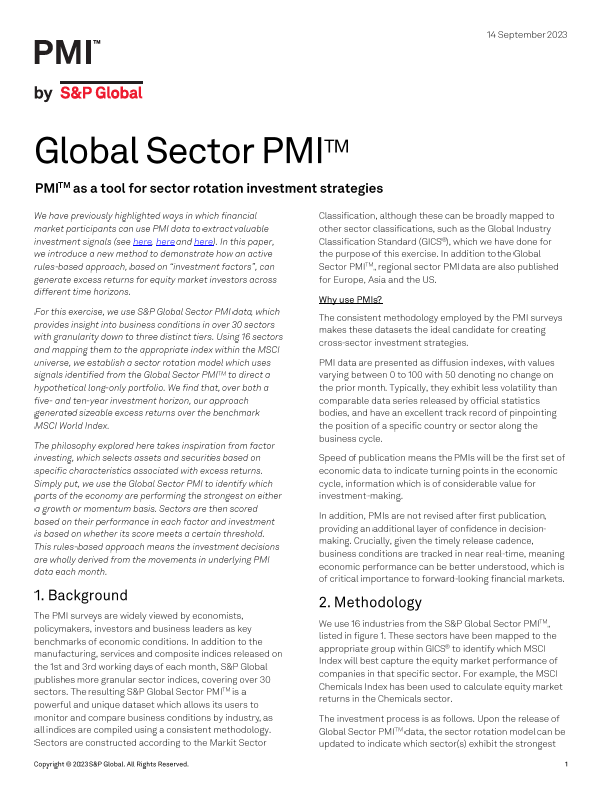 14 September 2023
PMI™
by S&P Global
Global Sector PMI™
PMI™ as a tool for sector rotation investment strategies
We have previously highlighted ways in which financial
market participants can use PMI data to extract valuable
investment signals (see here, here and here). In this paper,
we introduce a new method to demonstrate how an active
rules-based approach, based on “investment factors”, can
generate excess returns for equity market investors across
different time horizons.
For this exercise, we use S&P Global Sector PMI data, which
provides insight into business conditions in over 30 sectors
with granularity down to three distinct tiers. Using 16 sectors
and mapping them to the appropriate index within the MSCI
universe, we establish a sector rotation model which uses
signals identified from the Global Sector PMI™ to direct a
hypothetical long-only portfolio. We find that, over both a
five- and ten-year investment horizon, our approach
generated sizeable excess returns over the benchmark
MSCI World Index.
The philosophy explored here takes inspiration from factor
investing, which selects assets and securities based on
specific characteristics associated with excess returns.
Simply put, we use the Global Sector PMI to identify which
parts of the economy are performing the strongest on either
a growth or momentum basis. Sectors are then scored
based on their performance in each factor and investment
is based on whether its score meets a certain threshold.
This rules-based approach means the investment decisions
are wholly derived from the movements in underlying PMI
data each month.
1. Background
The PMI surveys are widely viewed by economists,
policymakers, investors and business leaders as key
benchmarks of economic conditions. In addition to the
manufacturing, services and composite indices released on
the 1st and 3rd working days of each month, S&P Global
publishes more granular sector indices, covering over 30
sectors. The resulting S&P Global Sector PMI™ is a
powerful and unique dataset which allows its users to
monitor and compare business conditions by industry, as
all indices are compiled using a consistent methodology.
Sectors are constructed according to the Markit Sector
Classification, although these can be broadly mapped to
other sector classifications, such as the Global Industry
Classification Standard (GICS®), which we have done for
the purpose of this exercise. In addition to the Global
Sector PMI™, regional sector PMI data are also published
for Europe, Asia and the US.
Why use PMIs?
The consistent methodology employed by the PMI surveys
makes these datasets the ideal candidate for creating
cross-sector investment strategies.
PMI data are presented as diffusion indexes, with values
varying between 0 to 100 with 50 denoting no change on
the prior month. Typically, they exhibit less volatility than
comparable data series released by official statistics
bodies, and have an excellent track record of pinpointing
the position of a specific country or sector along the
business cycle.
Speed of publication means the PMIs will be the first set of
economic data to indicate turning points in the economic
cycle, information which is of considerable value for
investment-making.
In addition, PMIs are not revised after first publication,
providing an additional layer of confidence in decision-
making. Crucially, given the timely release cadence,
business conditions are tracked in near real-time, meaning
economic performance can be better understood, which is
of critical importance to forward-looking financial markets.
2. Methodology
We use 16 industries from the S&P Global Sector PMI™,
listed in figure 1. These sectors have been mapped to the
appropriate group within GICS® to identify which MSCI
Index will best capture the equity market performance of
companies in that specific sector. For example, the MSCI
Chemicals Index has been used to calculate equity market
returns in the Chemicals sector.
The investment process is as follows. Upon the release of
Global Sector PMI™ data, the sector rotation model can be
updated to indicate which sector(s) exhibit the strongest
Copyright © 2023 S&P Global. All Rights Reserved.
1